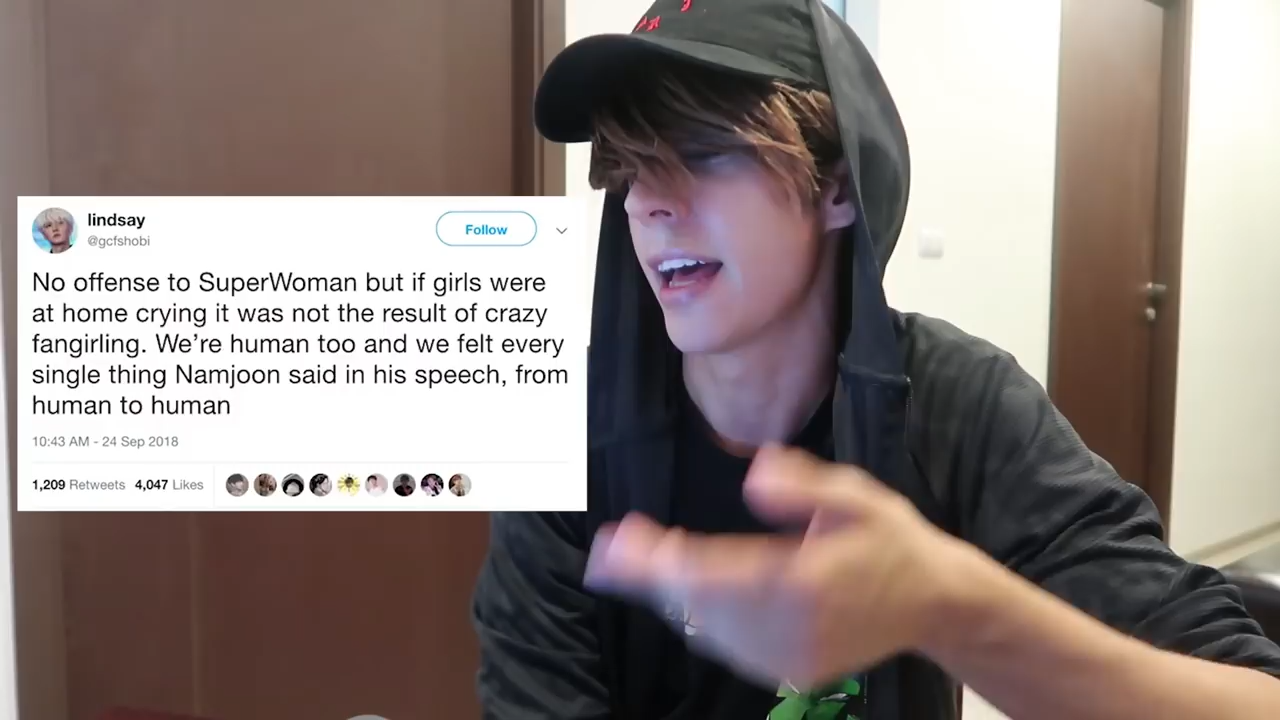 lindsay
@gcfshobi
Follow
No offense to SuperWoman but if girls were
at home crying it was not the result of crazy
fangirling. We’re human too and we felt every
single thing Namjoon said in his speech, from
human to human
10:43 AM - 24 Sep 2018
1,209 Retweets 4,047 Likes